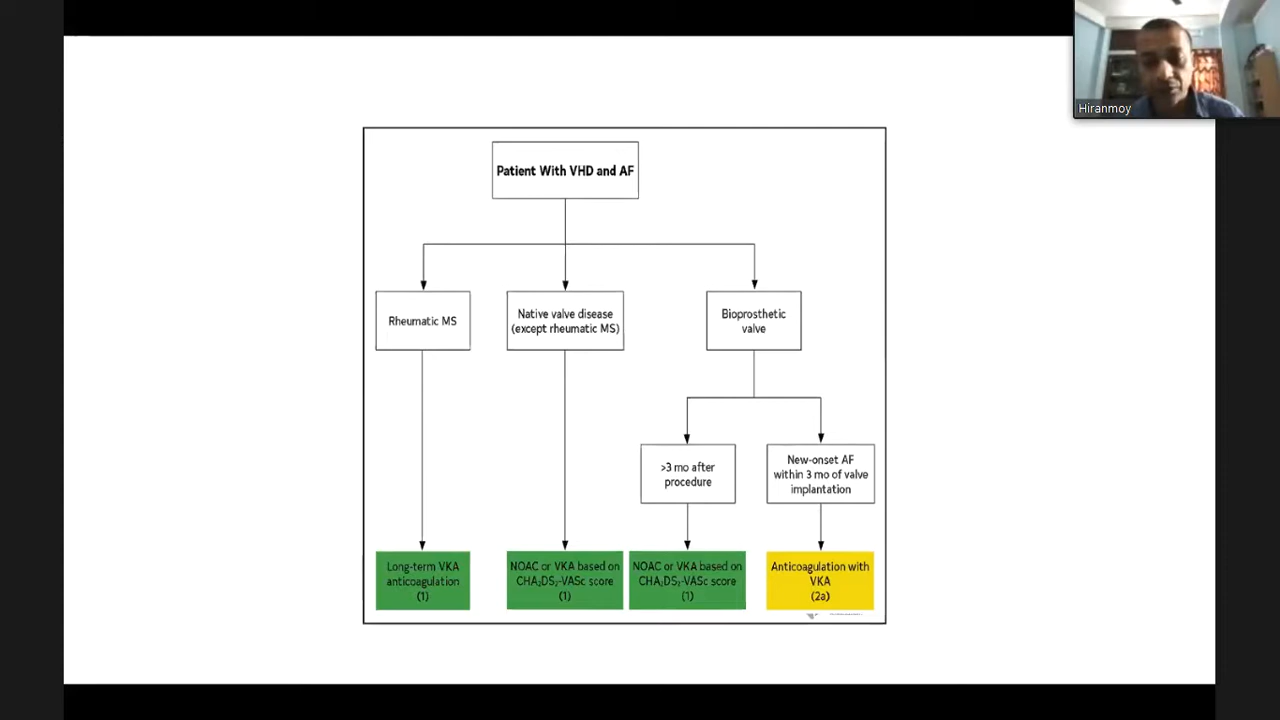 Hiranmoy
Patient With VHD and AF
Rheumatic MS
Native valve disease
(except rheumatic MS)
Bioprosthetic
valve
>3 mo after
procedure
New-onset AF
within 3 mo of valve
implantation
Long-term VKA
anticoagulation
(1)
NOAC or VKA based on
CHA₂DS₂-VASc score
(1)
NOAC or VKA based on
CHA₂DS₂-VASc score
(1)
Anticoagulation with
VKA
(2a)